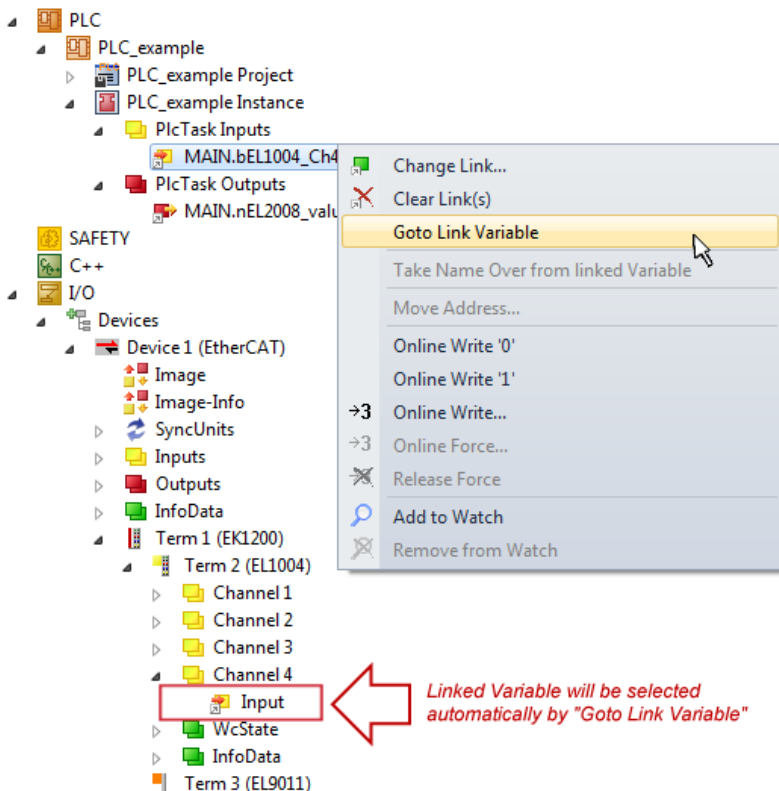 PLC
PLC_example
PLC_example Project
PLC_example Instance
PlcTask Inputs
MAIN.bEL1004_Ch4
PlcTask Outputs
MAIN.nEL2008_valu
SAFETY
C++
I/O
Devices
Device 1 (EtherCAT)
Image
Image-Info
SyncUnits
Inputs
Outputs
InfoData
Term 1 (EK1200)
Term 2 (EL1004)
Channel 1
Channel 2
Channel 3
Channel 4
Input
WcState
InfoData
Term 3 (EL9011)
Change Link...
Clear Link(s)
Goto Link Variable
Take Name Over from linked Variable
Move Address...
Online Write '0'
Online Write '1'
→3 Online Write...
→3 Online Force...
Release Force
Add to Watch
Remove from Watch
Linked Variable will be selected
automatically by "Goto Link Variable"